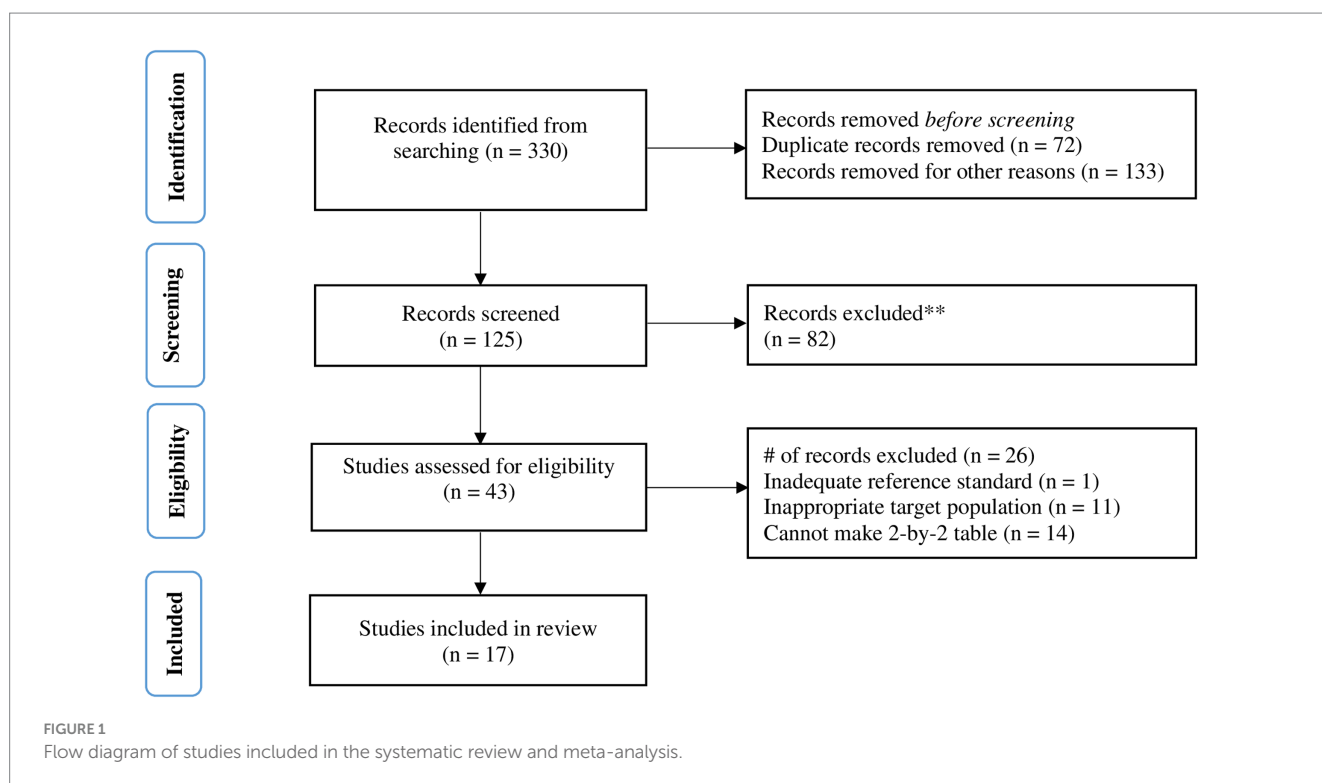 Identification
Records identified from
searching (n = 330)
Records removed before screening
Duplicate records removed (n = 72)
Records removed for other reasons (n = 133)
Screening
Records screened
(n = 125)
Records excluded**
(n = 82)
Eligibility
Studies assessed for eligibility
(n = 43)
# of records excluded (n = 26)
Inadequate reference standard (n = 1)
Inappropriate target population (n = 11)
Cannot make 2-by-2 table (n = 14)
Included
Studies included in review
(n = 17)
FIGURE 1
Flow diagram of studies included in the systematic review and meta-analysis.